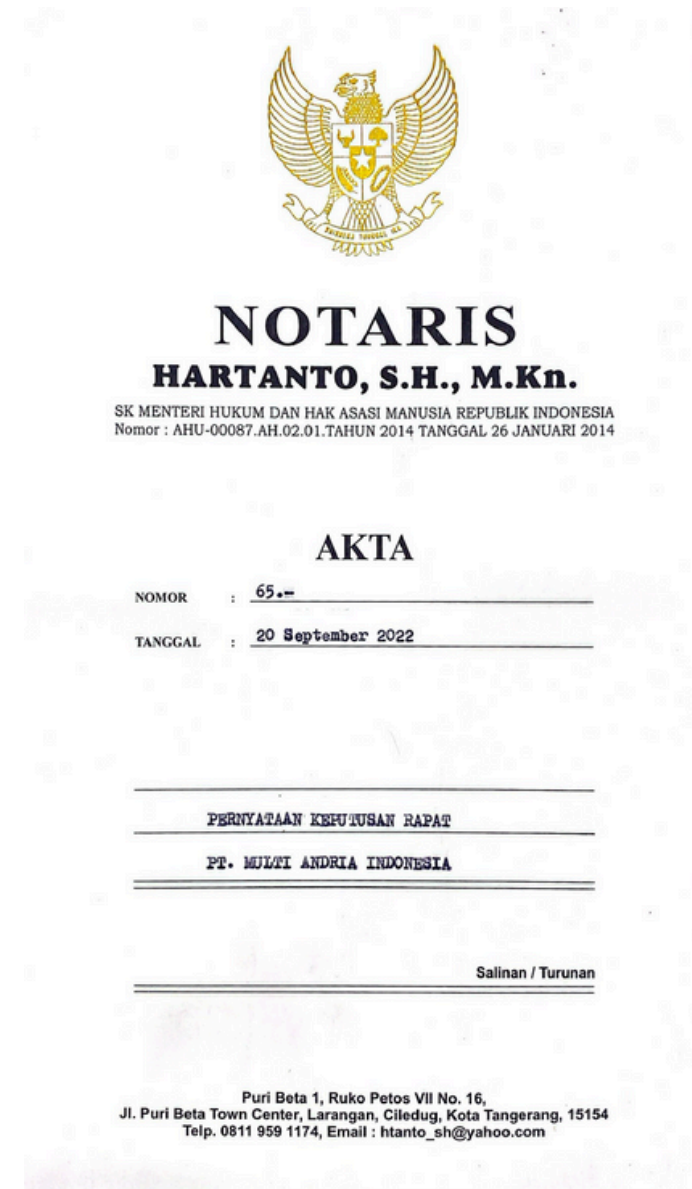 NOTARIS
HARTANTO, S.H., M.Kn.
SK MENTERI HUKUM DAN HAK ASASI MANUSIA REPUBLIK INDONESIA
Nomor : AHU-00087.AH.02.01.TAHUN 2014 TANGGAL 26 JANUARI 2014
AKTA
NOMOR : 65.-
TANGGAL : 20 September 2022
PERNYATAAN KEPUTUSAN RAPAT
PT. MULTI ANDRIA INDONESIA
Salinan / Turunan
Puri Beta 1, Ruko Petos VII No. 16,
Jl. Puri Beta Town Center, Larangan, Ciledug, Kota Tangerang, 15154
Telp. 0811 959 1174, Email : htanto_sh@yahoo.com